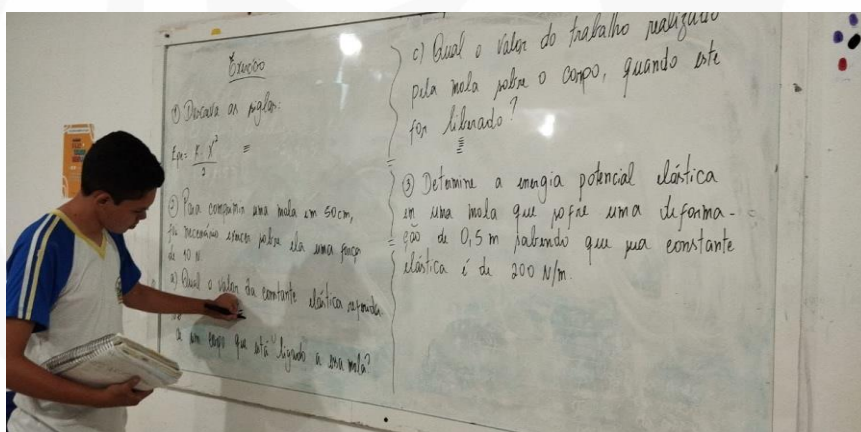 Exercício
① Descreva as siglas:
Epe = K . X²
2
② Para comprimir uma mola em 50cm,
foi necessário exercer sobre ela uma força
de 10 N
a) Qual o valor da constante elástica
a um corpo que está ligado a essa mola?
c) Qual o valor do trabalho realizado
pela mola sobre o corpo, quando este
for liberado?
③ Determine a energia potencial elástica
em uma mola que sofre uma deforma-
ção de 0,5 m sabendo que sua constante
elástica é de 200 N/m.